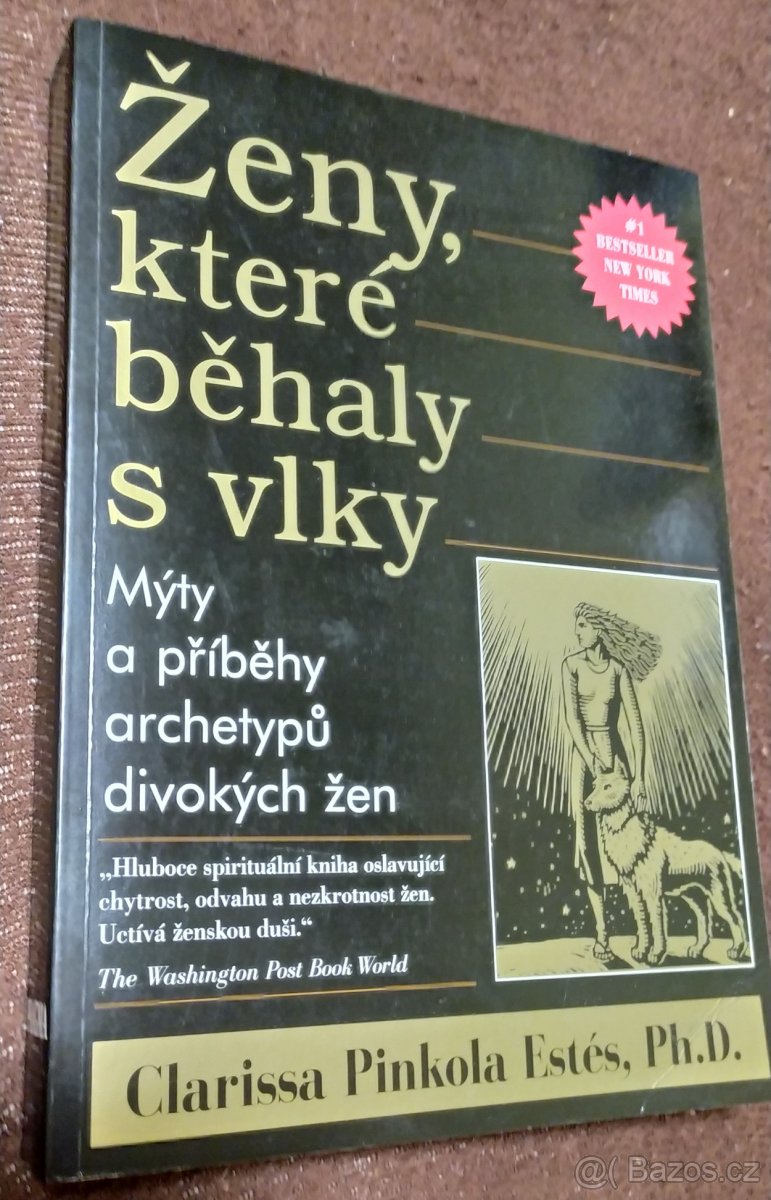 Ženy,
které
běhaly
s vlky
#1
BESTSELLER
NEW YORK
TIMES
Mýty
a příběhy
archetypů
divokých žen
„Hluboce spirituální kniha oslavující
chytrost, odvahu a nezkrotnost žen.
Uctívá ženskou duši.“
The Washington Post Book World
Clarissa Pinkola Estés, Ph.D.
@( Bazos.cz